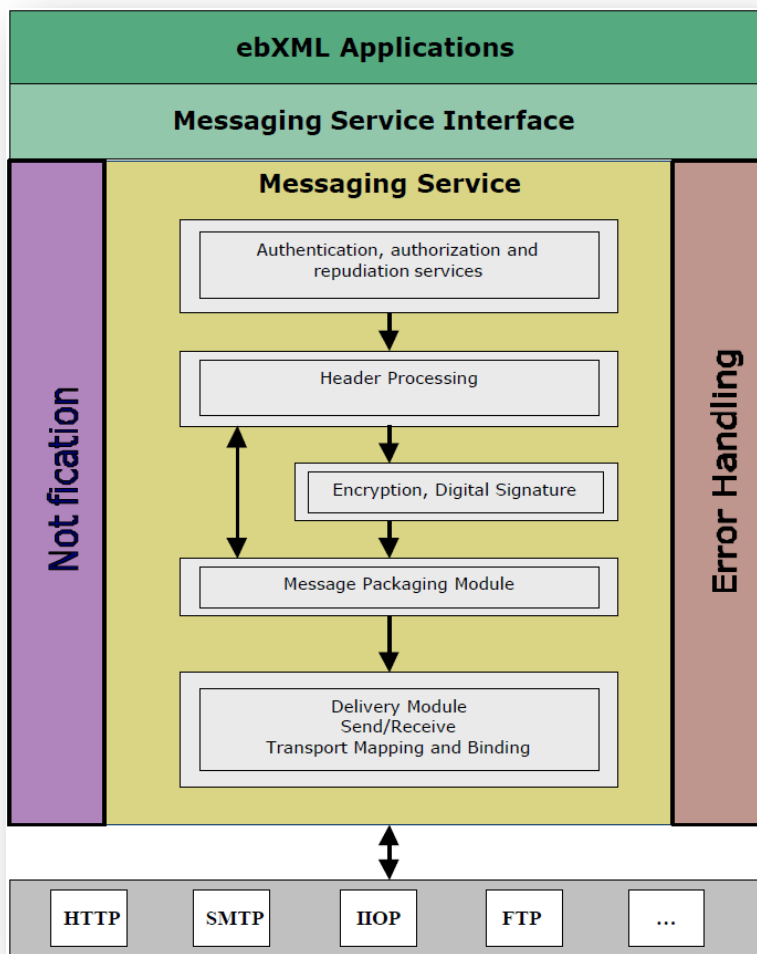 ebXML Applications
Messaging Service Interface
Messaging Service
Authentication, authorization and
repudiation services
Header Processing
Encryption, Digital Signature
Message Packaging Module
Delivery Module
Send/Receive
Transport Mapping and Binding
Not fication
Error Handling
HTTP
SMTP
IIOP
FTP
...